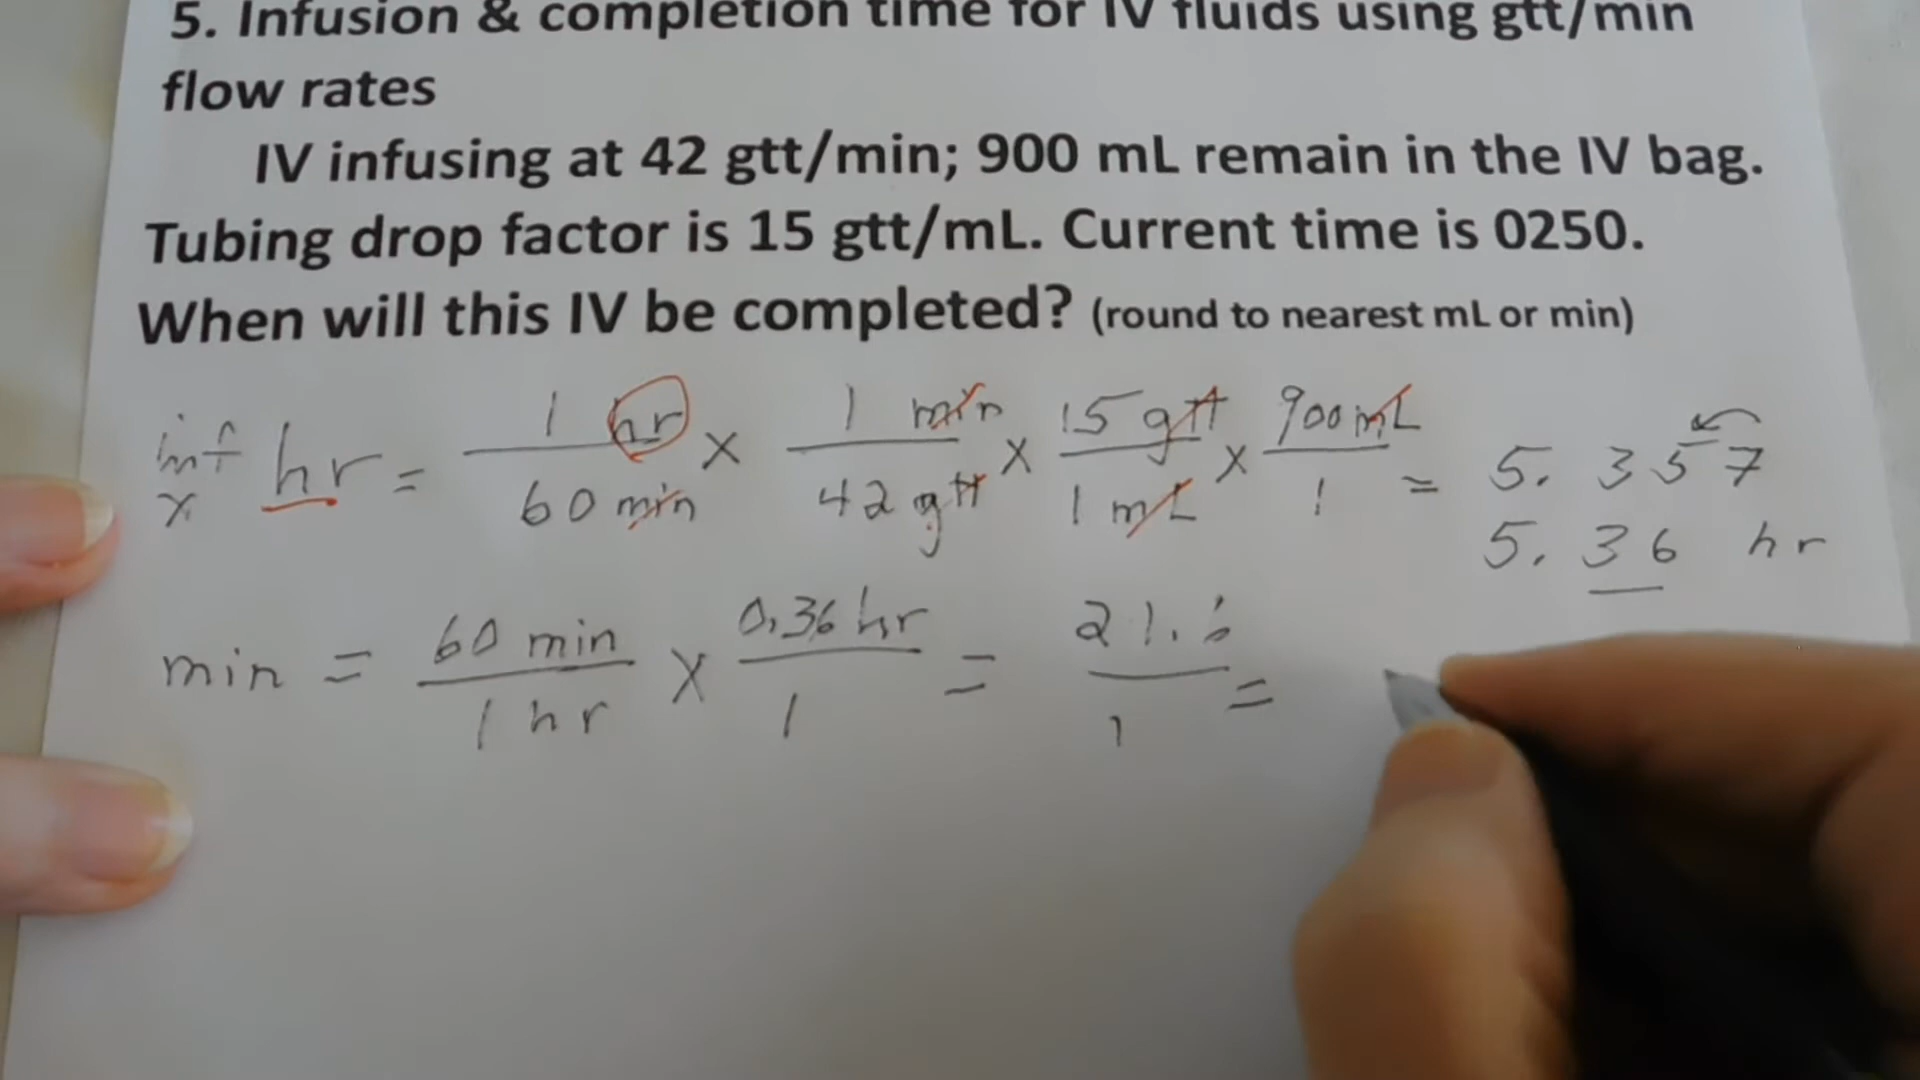 5. Infusion & completion time for IV fluids using gtt/min
flow rates
IV infusing at 42 gtt/min; 900 mL remain in the IV bag.
Tubing drop factor is 15 gtt/mL. Current time is 0250.
When will this IV be completed? (round to nearest mL or min)
inf hr = 1 hr / 60 min x 1 min / 42 gtt x 15 gtt / 1 mL x 900 mL / 1 = 5.357
x
5.36 hr
min = 60 min / 1 hr x 0.36 hr / 1 = 21.6 / 1 =